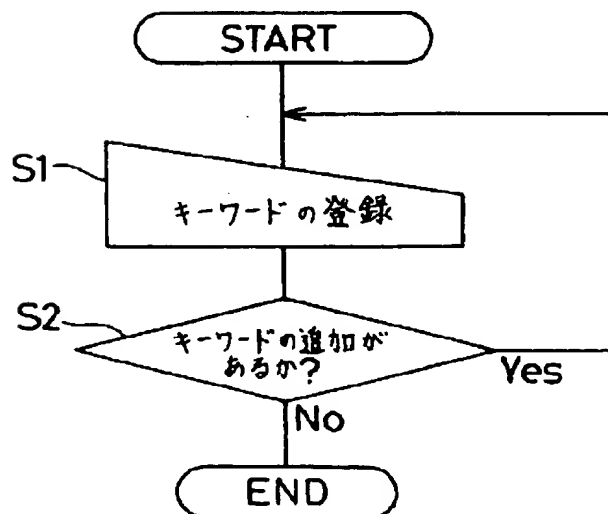 START
S1
キーワードの登録
S2
キーワードの追加が
あるか?
Yes
No
END